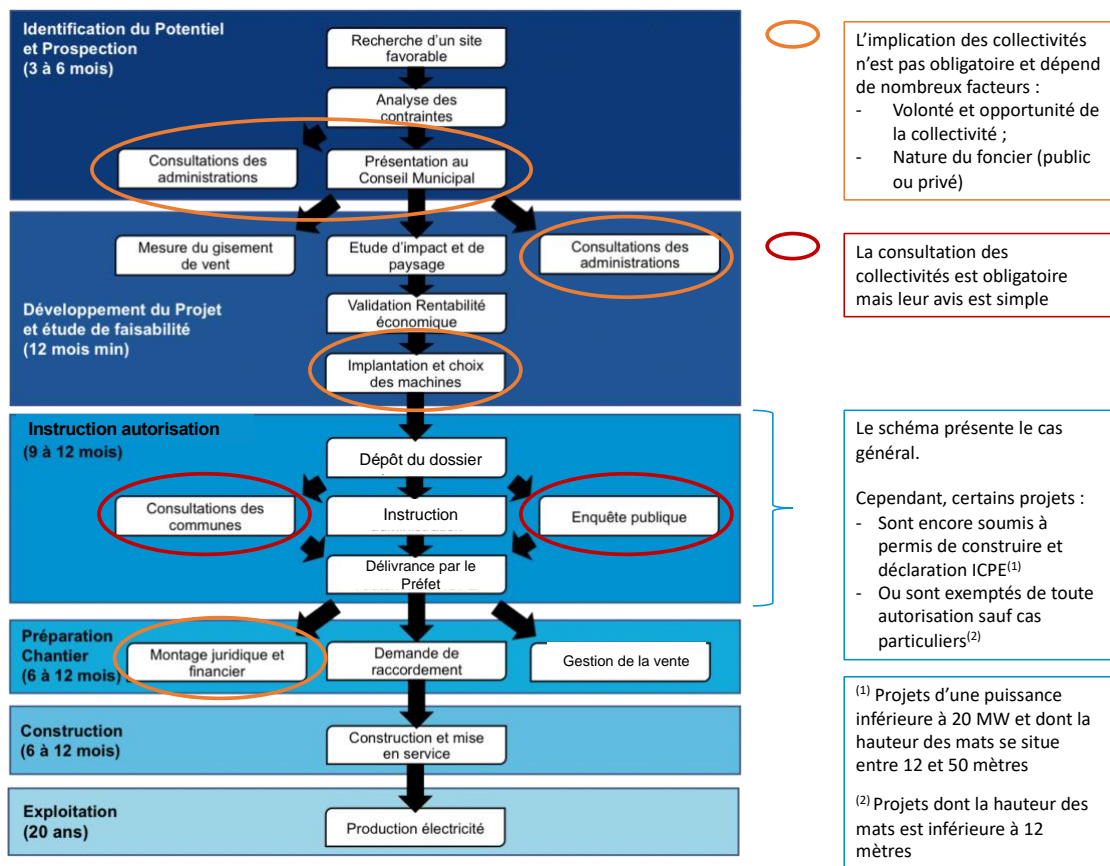 Identification du Potentiel
et Prospection
(3 à 6 mois)
Recherche d'un site
favorable
Analyse des
contraintes
Consultations des
administrations
Présentation au
Conseil Municipal
Développement du Projet
et étude de faisabilité
(12 mois min)
Mesure du gisement
de vent
Etude d'impact et de
paysage
Consultations des
administrations
Validation Rentabilité
économique
Implantation et choix
des machines
Instruction autorisation
(9 à 12 mois)
Dépôt du dossier
Consultations des
communes
Instruction
Enquête publique
Délivrance par le
Préfet
Préparation
Chantier
(6 à 12 mois)
Montage juridique et
financier
Demande de
raccordement
Gestion de la vente
Construction
(6 à 12 mois)
Construction et mise
en service
Exploitation
(20 ans)
Production électricité
L'implication des collectivités
n'est pas obligatoire et dépend
de nombreux facteurs :
- Volonté et opportunité de
la collectivité ;
- Nature du foncier (public
ou privé)
La consultation des
collectivités est obligatoire
mais leur avis est simple
Le schéma présente le cas
général.
Cependant, certains projets :
- Sont encore soumis à
permis de construire et
déclaration ICPE(1)
- Ou sont exemptés de toute
autorisation sauf cas
particuliers(2)
(1) Projets d'une puissance
inférieure à 20 MW et dont la
hauteur des mats se situe
entre 12 et 50 mètres
(2) Projets dont la hauteur des
mats est inférieure à 12
mètres